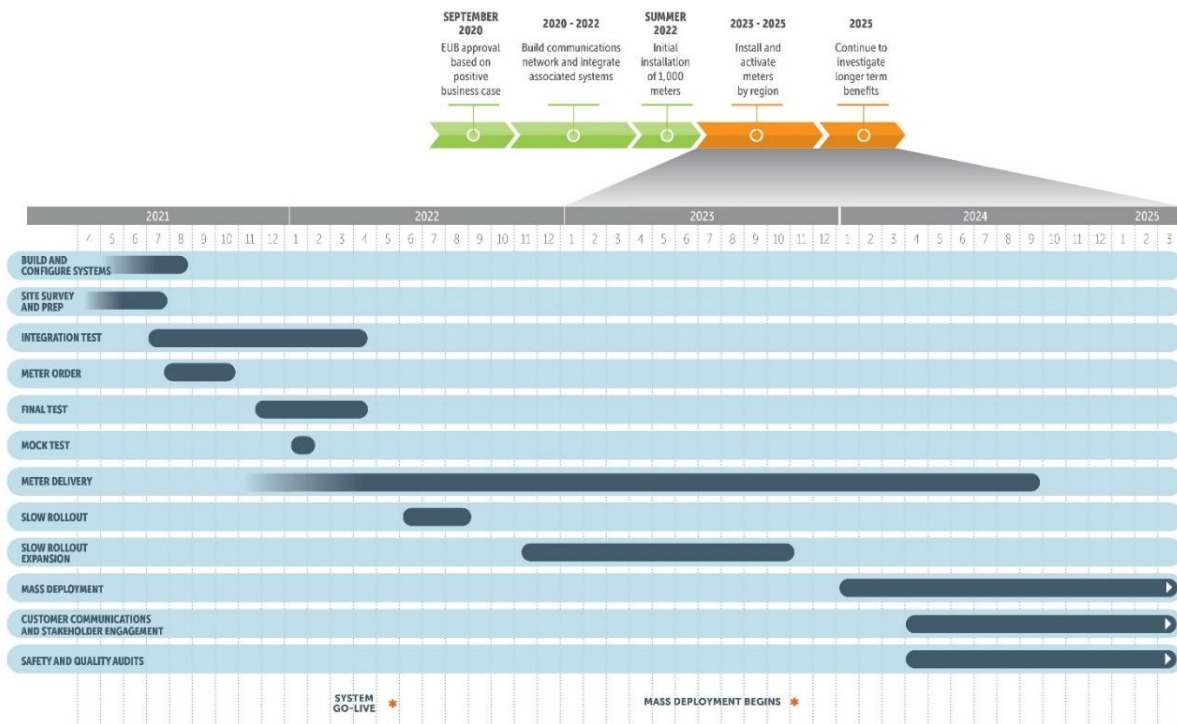 SEPTEMBER
2020
EUB approval
based on
positive
business case
2020 - 2022
Build communications
network and integrate
associated systems
SUMMER
2022
Initial
installation
of 1,000
meters
2023 - 2025
Install and
activate
meters
by region
2025
Continue to
investigate
longer term
benefits
2021 2022 2023 2024 2025
4 5 6 7 8 9 10 11 12 1 2 3 4 5 6 7 8 9 10 11 12 1 2 3 4 5 6 7 8 9 10 11 12 1 2 3 4 5 6 7 8 9 10 11 12 1 2 3
BUILD AND
CONFIGURE SYSTEMS
SITE SURVEY
AND PREP
INTEGRATION TEST
METER ORDER
FINAL TEST
MOCK TEST
METER DELIVERY
SLOW ROLLOUT
SLOW ROLLOUT
EXPANSION
MASS DEPLOYMENT
CUSTOMER COMMUNICATIONS
AND STAKEHOLDER ENGAGEMENT
SAFETY AND QUALITY AUDITS
SYSTEM
GO-LIVE *
MASS DEPLOYMENT BEGINS *